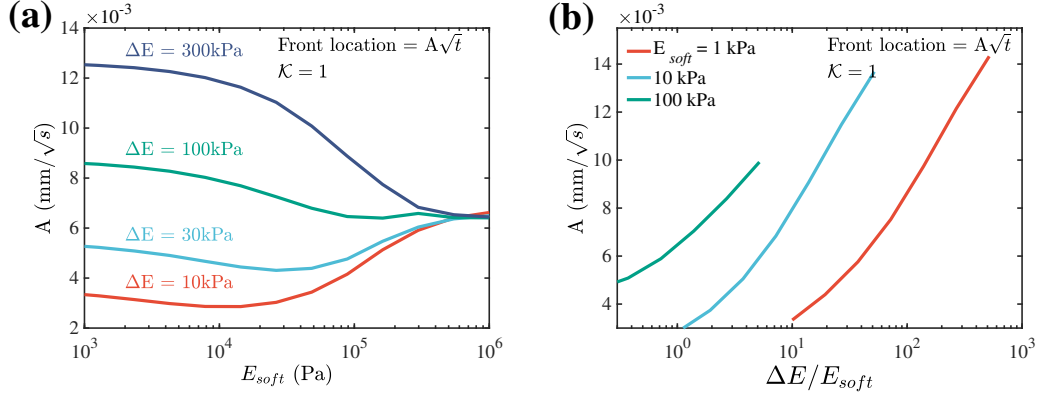 (a)
×10⁻³
14
12
10
8
6
4
2
A (mm/√s)
ΔE = 300kPa
Front location = A√t
𝒦 = 1
ΔE = 100kPa
ΔE = 30kPa
ΔE = 10kPa
10³ 10⁴ 10⁵ 10⁶
E_soft (Pa)
(b)
×10⁻³
14
12
10
8
6
4
A (mm/√s)
E_soft = 1 kPa
10 kPa
100 kPa
Front location = A√t
𝒦 = 1
10⁰ 10¹ 10² 10³
ΔE/E_soft